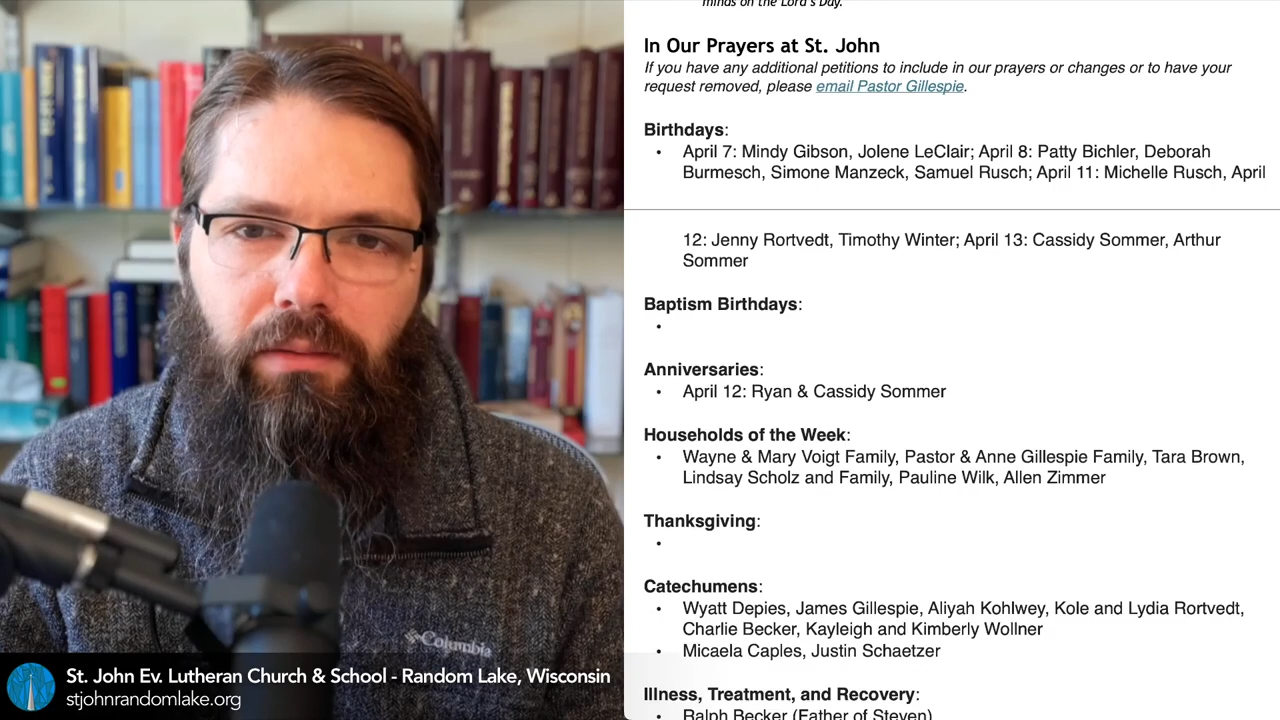 minds on the Lord's Day.
In Our Prayers at St. John
If you have any additional petitions to include in our prayers or changes or to have your
request removed, please email Pastor Gillespie.
Birthdays:
• April 7: Mindy Gibson, Jolene LeClair; April 8: Patty Bichler, Deborah
Burmesch, Simone Manzeck, Samuel Rusch; April 11: Michelle Rusch, April
12: Jenny Rortvedt, Timothy Winter; April 13: Cassidy Sommer, Arthur
Sommer
Baptism Birthdays:
•
Anniversaries:
• April 12: Ryan & Cassidy Sommer
Households of the Week:
• Wayne & Mary Voigt Family, Pastor & Anne Gillespie Family, Tara Brown,
Lindsay Scholz and Family, Pauline Wilk, Allen Zimmer
Thanksgiving:
•
Catechumens:
• Wyatt Depies, James Gillespie, Aliyah Kohlwey, Kole and Lydia Rortvedt,
Charlie Becker, Kayleigh and Kimberly Wollner
• Micaela Caples, Justin Schaetzer
Illness, Treatment, and Recovery:
• Ralph Becker (Father of Steven)
Columbia
St. John Ev. Lutheran Church & School - Random Lake, Wisconsin
stjohnrandomlake.org